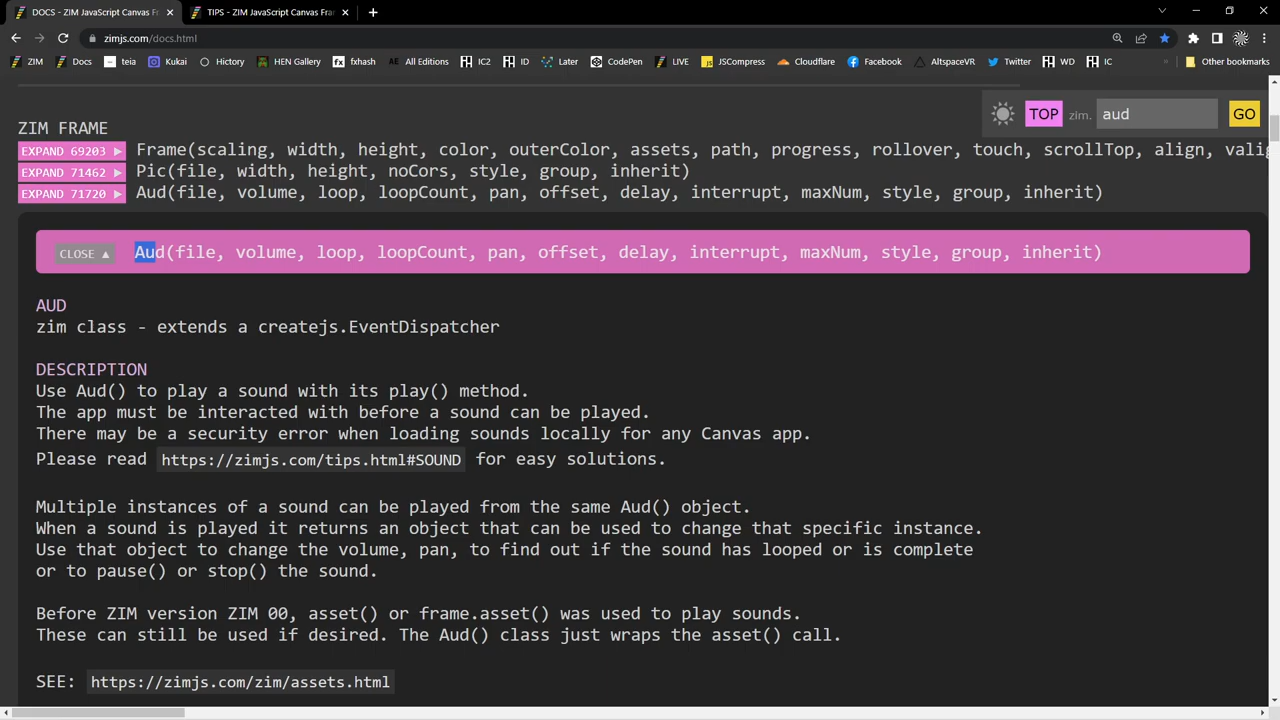 DOCS - ZIM JavaScript Canvas Fr
TIPS - ZIM JavaScript Canvas Fra
zimjs.com/docs.html
ZIM Docs teia Kukai Hictory HEN Gallery fxhash All Editions IC2 ID Later CodePen LIVE JSCompress Cloudflare Facebook AltspaceVR Twitter WD IC Other bookmarks
TOP zim. aud GO
ZIM FRAME
EXPAND 69203 ▶ Frame(scaling, width, height, color, outerColor, assets, path, progress, rollover, touch, scrollTop, align, valig
EXPAND 71462 ▶ Pic(file, width, height, noCors, style, group, inherit)
EXPAND 71720 ▶ Aud(file, volume, loop, loopCount, pan, offset, delay, interrupt, maxNum, style, group, inherit)
CLOSE ▲ Aud(file, volume, loop, loopCount, pan, offset, delay, interrupt, maxNum, style, group, inherit)
AUD
zim class - extends a createjs.EventDispatcher
DESCRIPTION
Use Aud() to play a sound with its play() method.
The app must be interacted with before a sound can be played.
There may be a security error when loading sounds locally for any Canvas app.
Please read https://zimjs.com/tips.html#SOUND for easy solutions.
Multiple instances of a sound can be played from the same Aud() object.
When a sound is played it returns an object that can be used to change that specific instance.
Use that object to change the volume, pan, to find out if the sound has looped or is complete
or to pause() or stop() the sound.
Before ZIM version ZIM 00, asset() or frame.asset() was used to play sounds.
These can still be used if desired. The Aud() class just wraps the asset() call.
SEE: https://zimjs.com/zim/assets.html